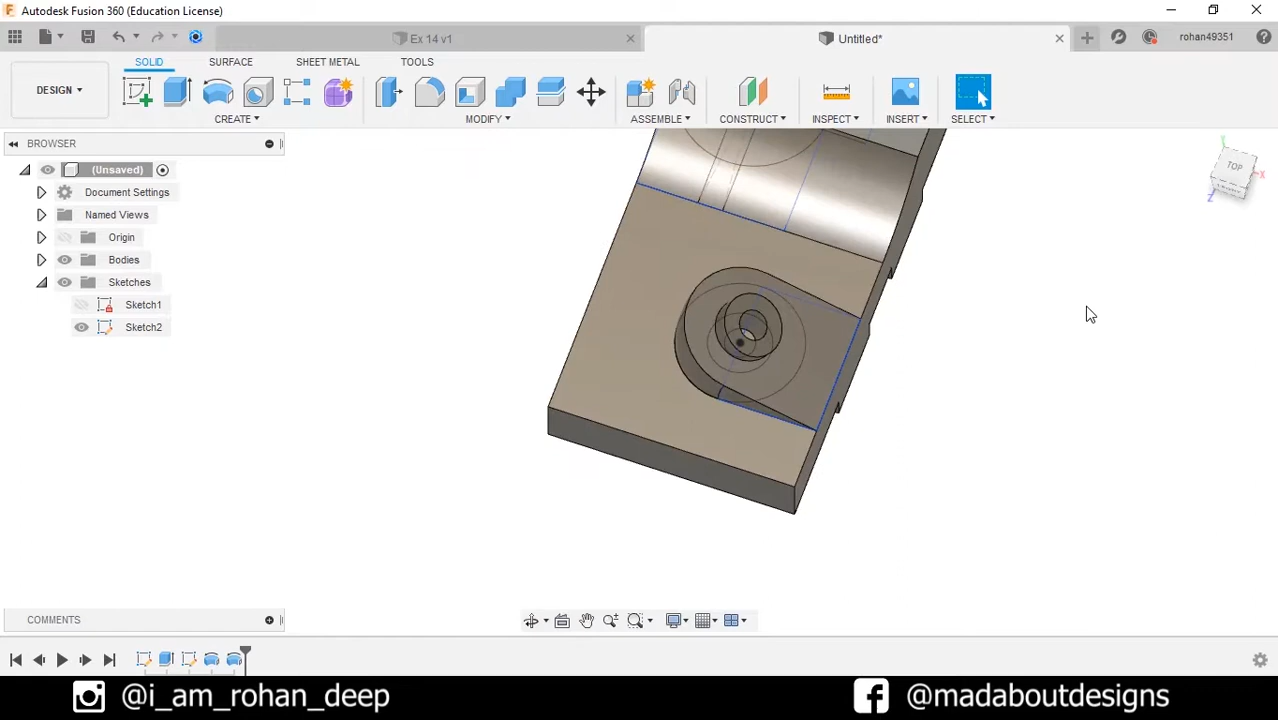 Autodesk Fusion 360 (Education License)
Ex 14 v1
Untitled*
rohan49351
DESIGN
SOLID
SURFACE
SHEET METAL
TOOLS
CREATE
MODIFY
ASSEMBLE
CONSTRUCT
INSPECT
INSERT
SELECT
BROWSER
(Unsaved)
Document Settings
Named Views
Origin
Bodies
Sketches
Sketch1
Sketch2
TOP
X
Y
Z
COMMENTS
@i_am_rohan_deep
@madaboutdesigns